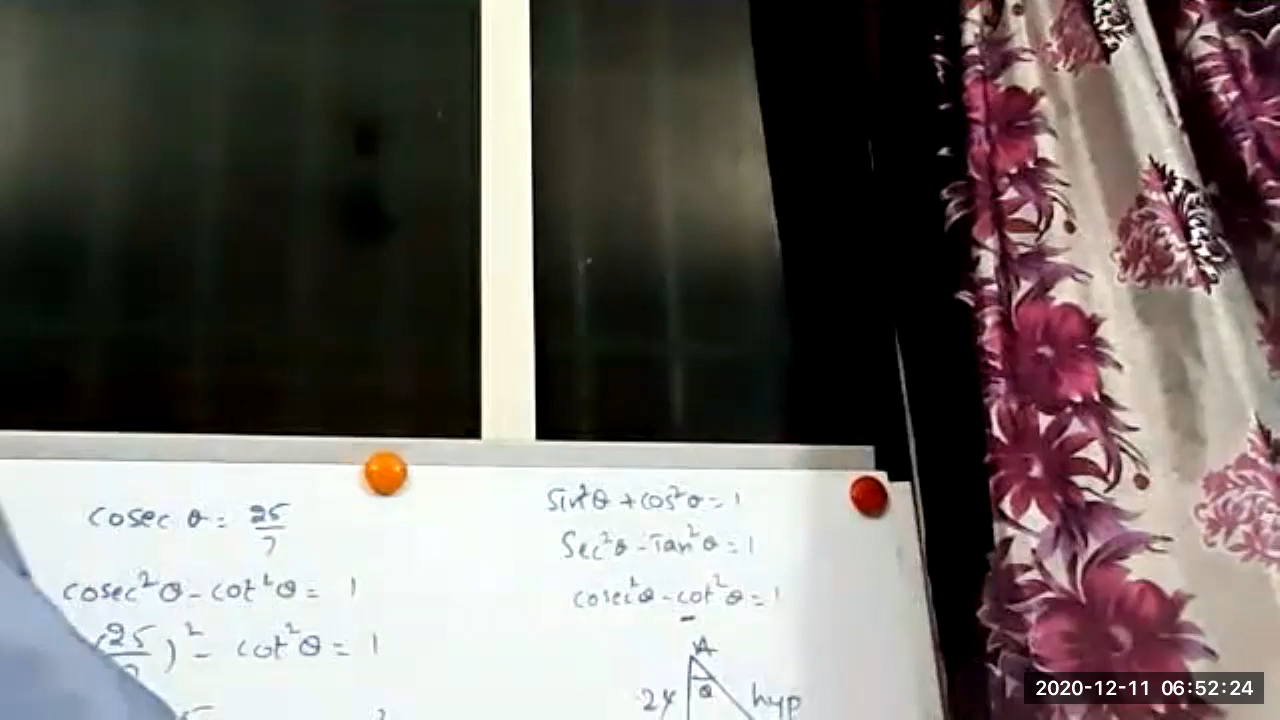 cosec θ = 25/7
cosec²θ - cot²θ = 1
(25/7)² - cot²θ = 1
sin²θ + cos²θ = 1
Sec²θ - Tan²θ = 1
cosec²θ - cot²θ = 1
A
θ
24
hyp
2020-12-11 06:52:24